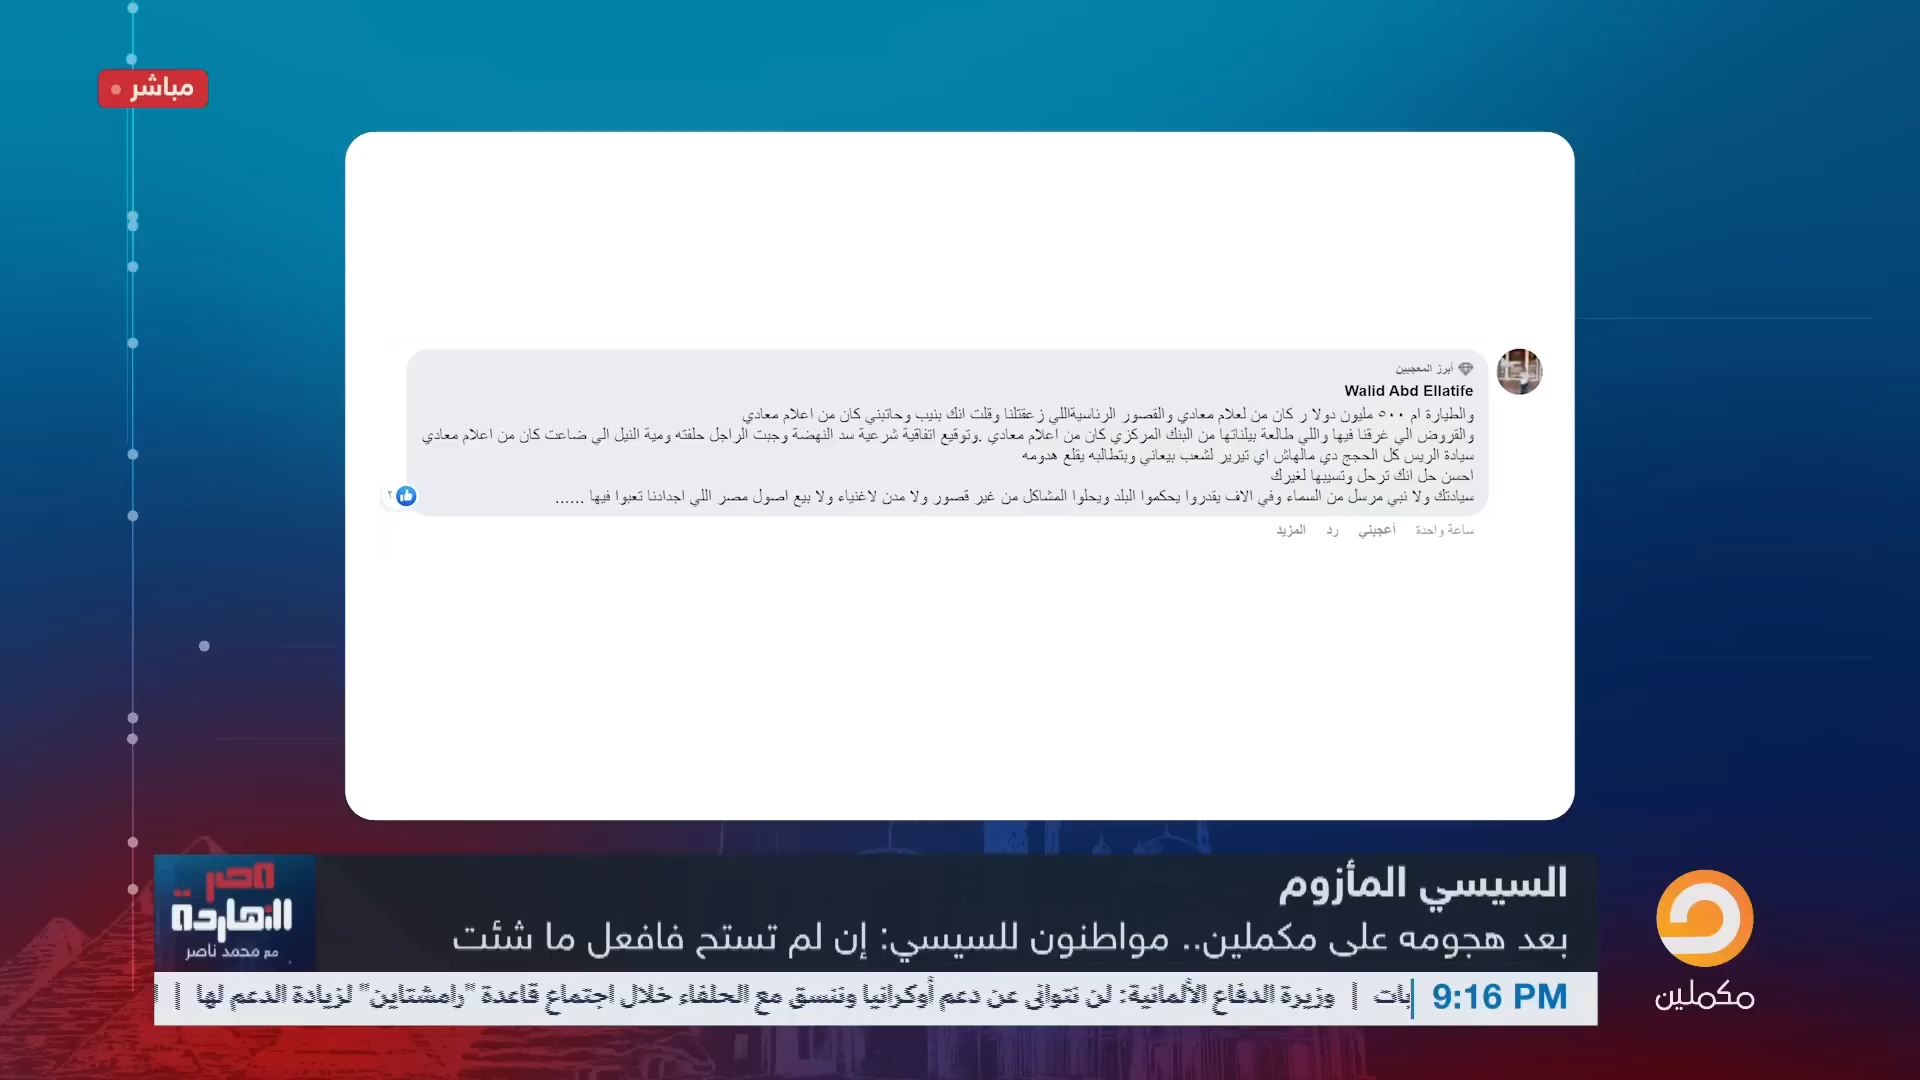 مباشر
أبرز المعجبين
Walid Abd Ellatife
والطيارة ام ٥٠٠ مليون دولا ر كان من لعلام معادي والقصور الرئاسيةاللي زعقتلنا وقلت انك بنيب وحاتبني كان من اعلام معادي
والقروض الي غرقنا فيها واللي طالعة بيلناتها من البنك المركزي كان من اعلام معادي .وتوقيع اتفاقية شرعية سد النهضة وجبت الراجل حلفته ومية النيل الي ضاعت كان من اعلام معادي
سيادة الريس كل الحجج دي مالهاش اي تيرير لشعب بيعاني وبتطالبه يقلع هدومه
احسن حل انك ترحل وتسيبها لغيرك
سيادتك ولا نبي مرسل من السماء وفي الاف يقدروا يحكموا البلد ويحلوا المشاكل من غير قصور ولا مدن لاغنياء ولا بيع اصول مصر اللي اجدادنا تعبوا فيها ......
٢
ساعة واحدة أعجبني رد المزيد
السيسي المأزوم
بعد هجومه على مكملين.. مواطنون للسيسي: إن لم تستح فافعل ما شئت
مصر
النهاردة
مع محمد ناصر
9:16 PM
بات | وزيرة الدفاع الألمانية: لن نتوانى عن دعم أوكرانيا وننسق مع الحلفاء خلال اجتماع قاعدة "رامشتاين" لزيادة الدعم لها |
مكملين